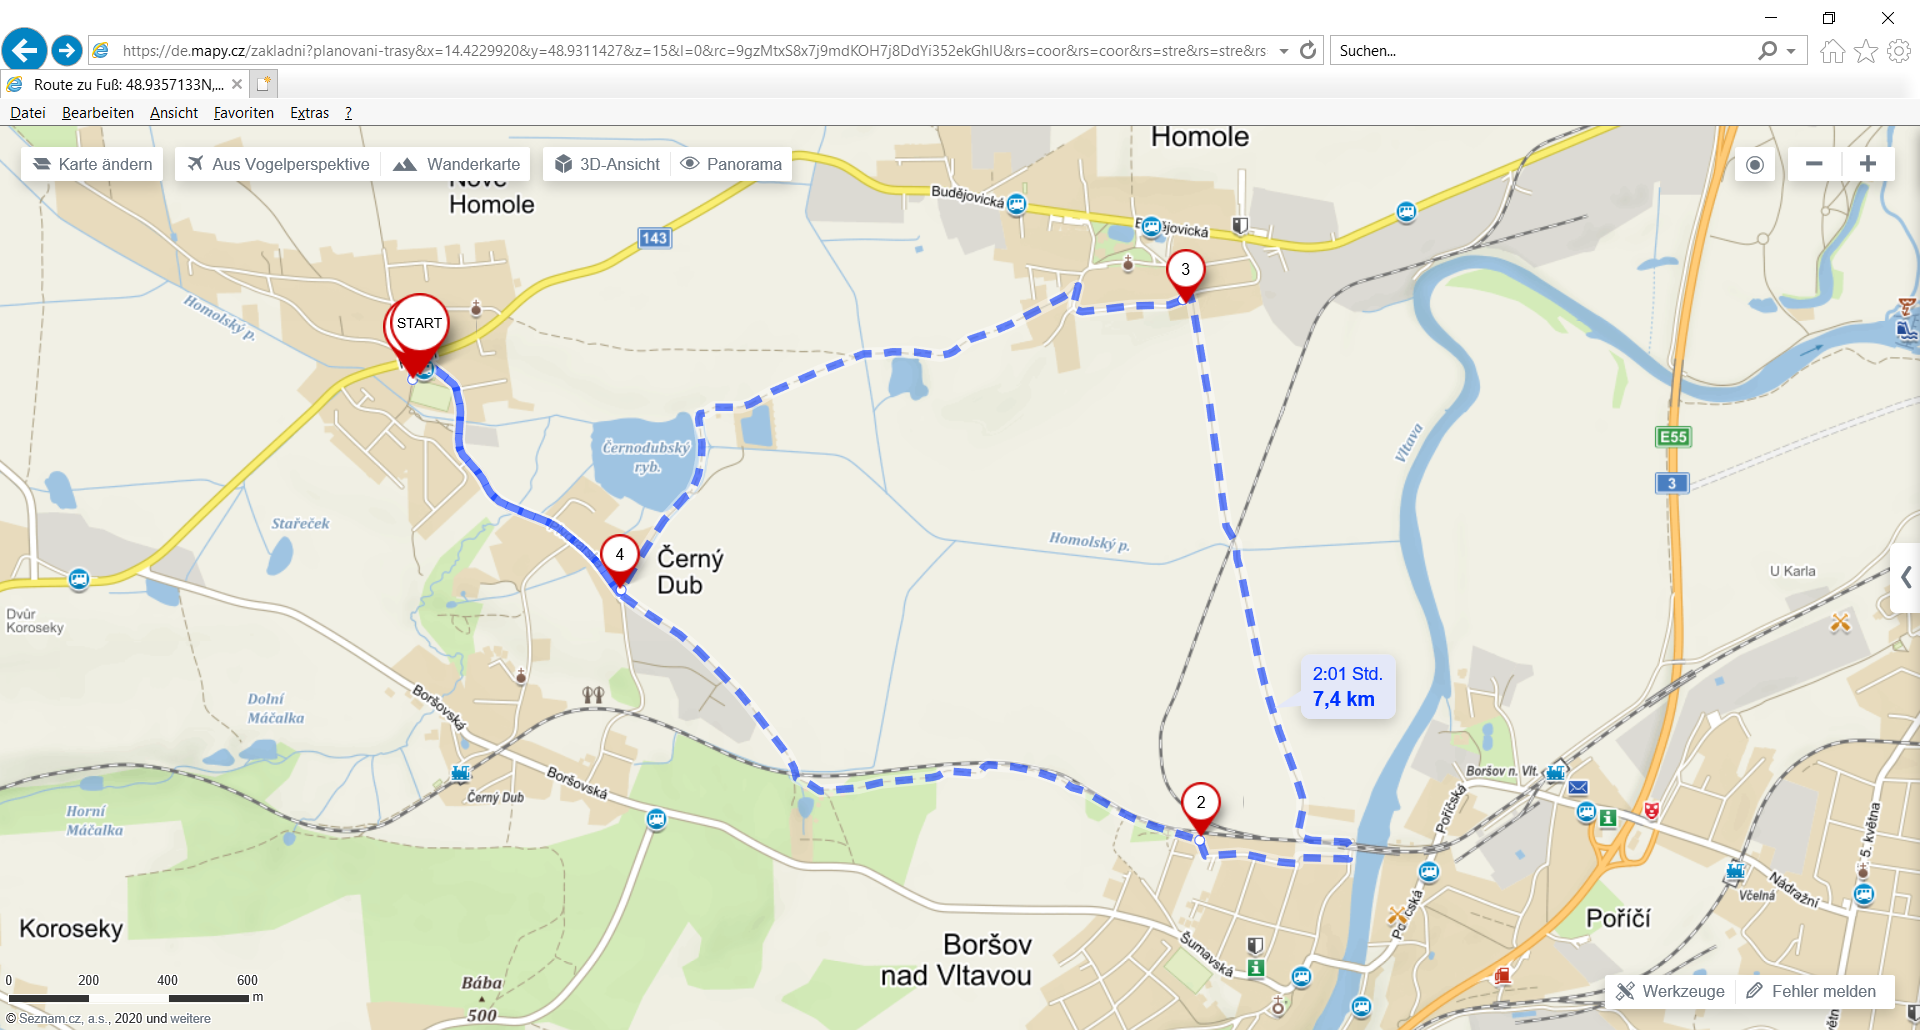 https://de.mapy.cz/zakladni?planovani-trasy&x=14.4229920&y=48.9311427&z=15&l=0&rc=9gzMtxS8x7j9mdKOH7j8DdYi352ekGhlU&rs=coor&rs=coor&rs=stre&rs=stre&rs
Suchen...
Route zu Fuß: 48.9357133N,...
Datei Bearbeiten Ansicht Favoriten Extras ?
Karte ändern
Aus Vogelperspektive
Wanderkarte
3D-Ansicht
Panorama
Homole
Nové
Homole
Budějovická
143
3
Homolský p.
START
E55
3
Vltava
Černodubský
ryb.
Stařeček
Homolský p.
4
Černý
Dub
U Karla
Dvůr
Koroseky
2:01 Std.
7,4 km
Dolní
Máčalka
Boršovská
Boršov n. Vlt.
Boršovská
Černý Dub
Horní
Máčalka
2
Poříčská
5. května
Včelná
Nádražní
Koroseky
Boršov
nad Vltavou
Šumavská
Poříčí
Bába
500
0 200 400 600
m
Werkzeuge
Fehler melden
© Seznam.cz, a.s., 2020 und weitere